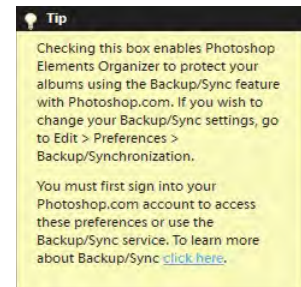 Tip
Checking this box enables Photoshop
Elements Organizer to protect your
albums using the Backup/Sync feature
with Photoshop.com. If you wish to
change your Backup/Sync settings, go
to Edit > Preferences >
Backup/Synchronization.
You must first sign into your
Photoshop.com account to access
these preferences or use the
Backup/Sync service. To learn more
about Backup/Sync click here.